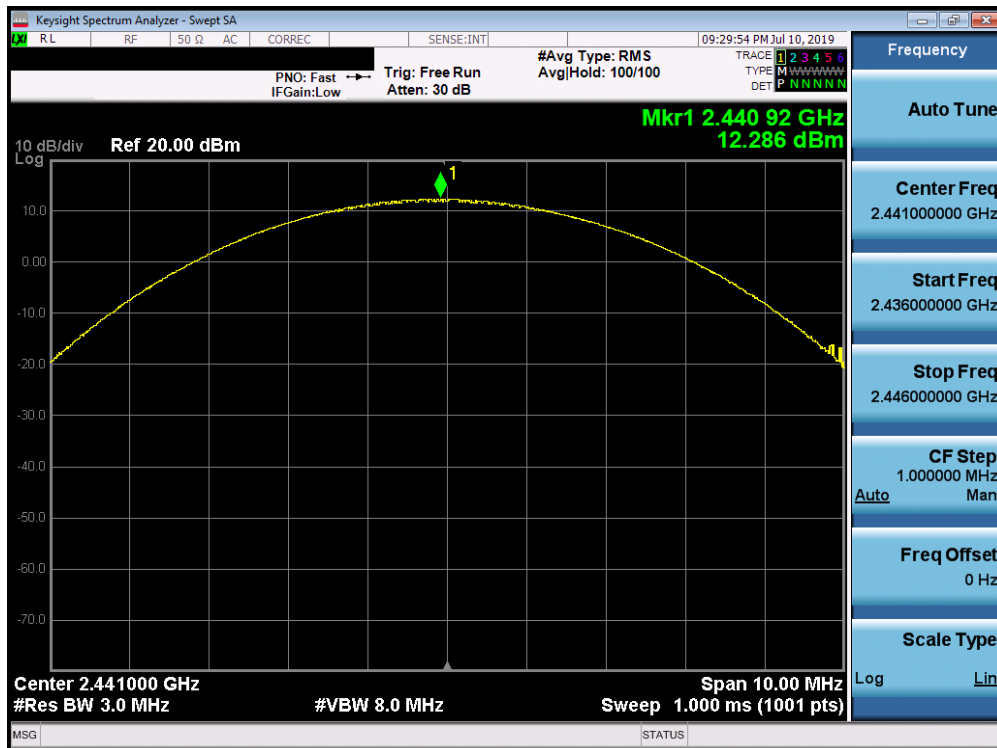 Keysight Spectrum Analyzer - Swept SA
LXI RL RF 50 Ω AC CORREC SENSE:INT 09:29:54 PM Jul 10, 2019
Frequency
PNO: Fast
IFGain:Low
Trig: Free Run
Atten: 30 dB
#Avg Type: RMS
Avg|Hold: 100/100
TRACE 1 2 3 4 5 6
TYPE M W W W W W
DET P N N N N N
Auto Tune
Mkr1 2.440 92 GHz
12.286 dBm
10 dB/div Ref 20.00 dBm
Log
1
10.0
0.00
-10.0
-20.0
-30.0
-40.0
-50.0
-60.0
-70.0
Center Freq
2.441000000 GHz
Start Freq
2.436000000 GHz
Stop Freq
2.446000000 GHz
CF Step
1.000000 MHz
Auto Man
Freq Offset
0 Hz
Scale Type
Log Lin
Center 2.441000 GHz Span 10.00 MHz
#Res BW 3.0 MHz #VBW 8.0 MHz Sweep 1.000 ms (1001 pts)
MSG STATUS